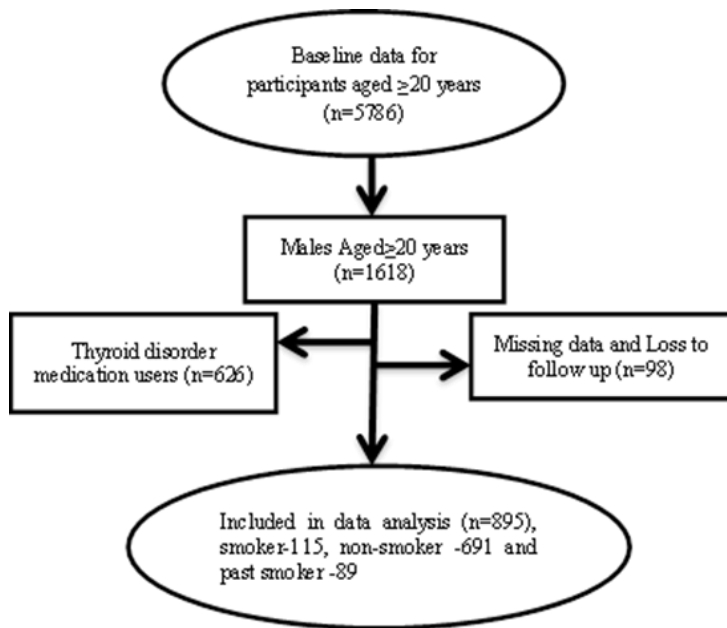 Baseline data for
participants aged ≥20 years
(n=5786)
Males Aged≥20 years
(n=1618)
Thyroid disorder
medication users (n=626)
Missing data and Loss to
follow up (n=98)
Included in data analysis (n=895),
smoker-115, non-smoker -691 and
past smoker -89